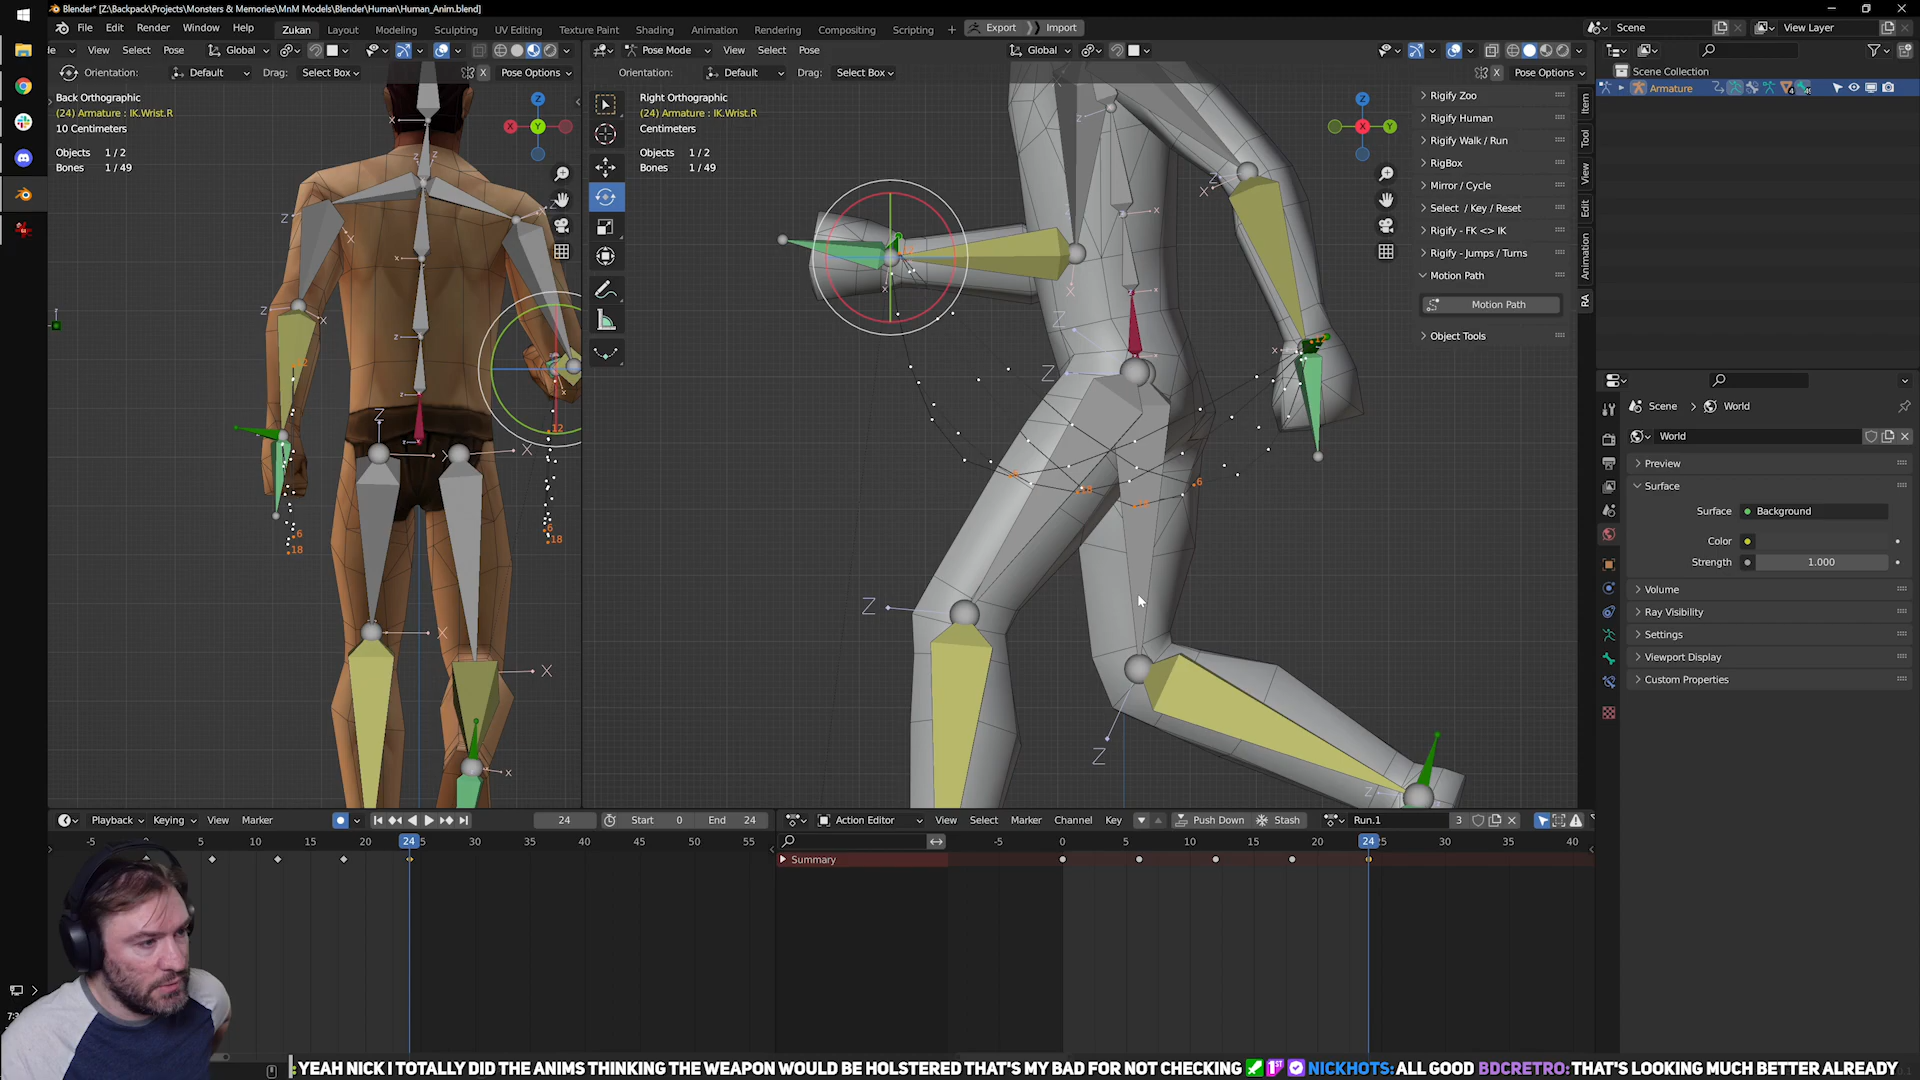 Blender* [Z:\Backpack\Projects\Monsters & Memories\MnM Models\Blender\Human\Human_Anim.blend]
File Edit Render Window Help Zukan Layout Modeling Sculpting UV Editing Texture Paint Shading Animation Rendering Compositing Scripting + Export Import Scene View Layer
View Select Pose Global
Pose Mode View Select Pose Global
Orientation: Default Drag: Select Box X Pose Options
Orientation: Default Drag: Select Box X Pose Options
Back Orthographic
(24) Armature : IK.Wrist.R
10 Centimeters
Objects 1 / 2
Bones 1 / 49
Right Orthographic
(24) Armature : IK.Wrist.R
Centimeters
Objects 1 / 2
Bones 1 / 49
Rigify Zoo
Rigify Human
Rigify Walk / Run
RigBox
Mirror / Cycle
Select / Key / Reset
Rigify - FK <> IK
Rigify - Jumps / Turns
Motion Path
Motion Path
Object Tools
Item
Tool
View
Edit
Animation
RA
Scene Collection
Armature
Scene World
World
Preview
Surface
Surface Background
Color
Strength 1.000
Volume
Ray Visibility
Settings
Viewport Display
Custom Properties
Playback Keying View Marker 24 Start 0 End 24
-5 10 15 20 24 25 30 35 40 45 50 55
Action Editor View Select Marker Channel Key Push Down Stash Run.1 3
-5 0 5 10 15 20 24 25 30 35 40
Summary
YEAH NICK I TOTALLY DID THE ANIMS THINKING THE WEAPON WOULD BE HOLSTERED THAT'S MY BAD FOR NOT CHECKING NICKHOTS: ALL GOOD BDCRETRO: THAT'S LOOKING MUCH BETTER ALREADY